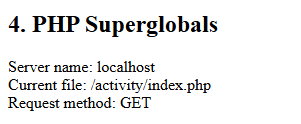 4. PHP Superglobals
Server name: localhost
Current file: /activity/index.php
Request method: GET